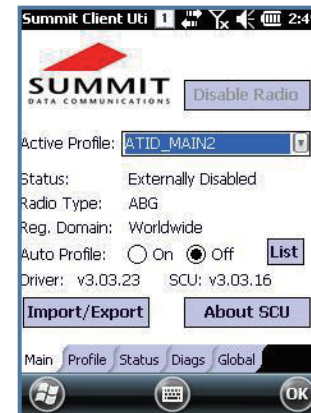 Summit Client Uti 1 2:4
SUMMIT
DATA COMMUNICATIONS
Disable Radio
Active Profile: ATID_MAIN2
Status: Externally Disabled
Radio Type: ABG
Reg. Domain: Worldwide
Auto Profile: On Off List
Driver: v3.03.23 SCU: v3.03.16
Import/Export About SCU
Main Profile Status Diags Global
OK